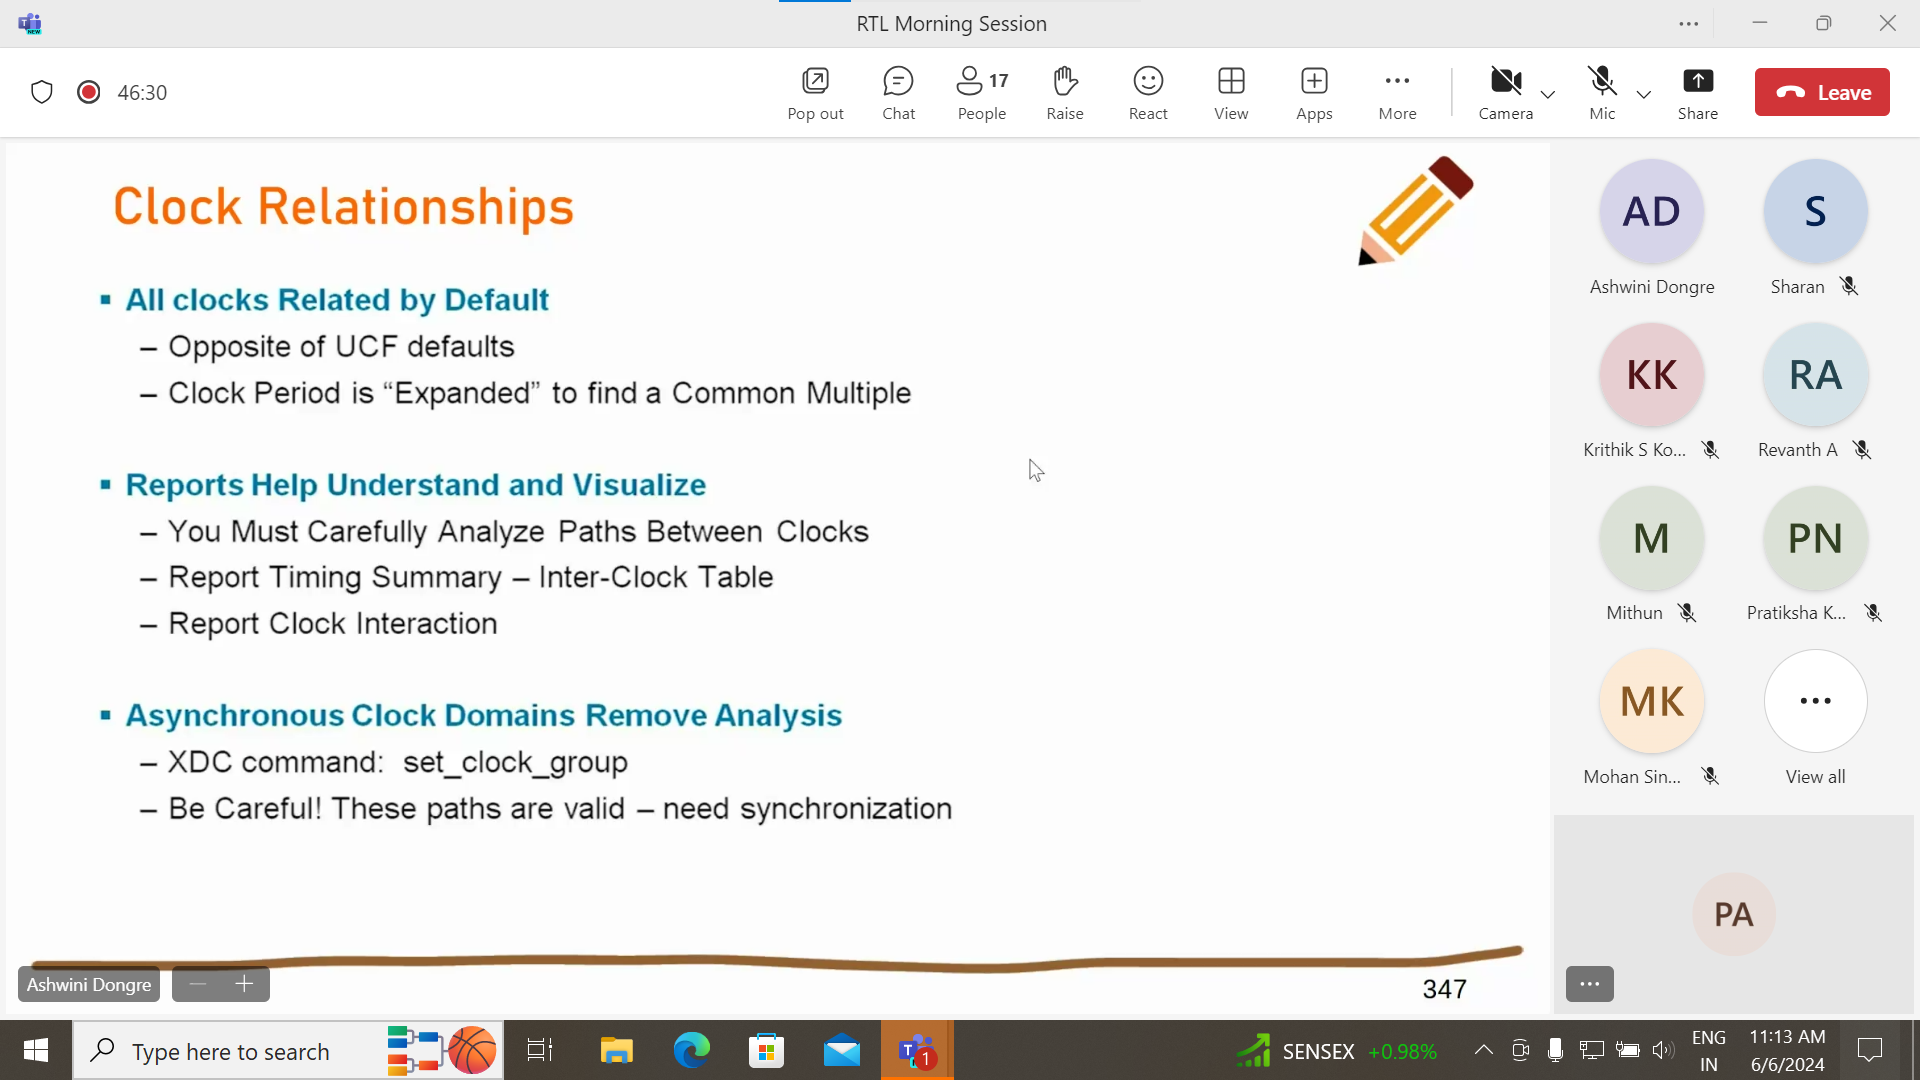 RTL Morning Session
46:30
Pop out
Chat
17
People
Raise
React
View
Apps
More
Camera
Mic
Share
Leave
Clock Relationships
▪ All clocks Related by Default
– Opposite of UCF defaults
– Clock Period is “Expanded” to find a Common Multiple
▪ Reports Help Understand and Visualize
– You Must Carefully Analyze Paths Between Clocks
– Report Timing Summary – Inter-Clock Table
– Report Clock Interaction
▪ Asynchronous Clock Domains Remove Analysis
– XDC command: set_clock_group
– Be Careful! These paths are valid – need synchronization
347
Ashwini Dongre
AD
Ashwini Dongre
S
Sharan
KK
Krithik S Ko...
RA
Revanth A
M
Mithun
PN
Pratiksha K...
MK
Mohan Sin...
View all
PA
Type here to search
1
SENSEX +0.98%
ENG
IN
11:13 AM
6/6/2024